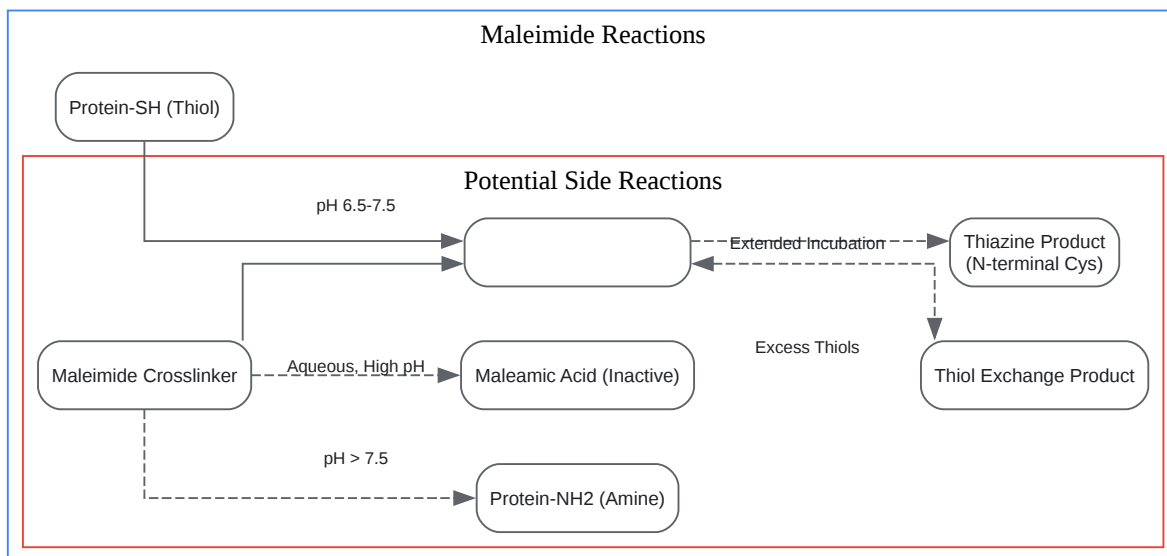 Maleimide Reactions
Protein-SH (Thiol)
Potential Side Reactions
pH 6.5-7.5
Extended Incubation
Thiazine Product
(N-terminal Cys)
Excess Thiols
Maleimide Crosslinker
Aqueous, High pH
Maleamic Acid (Inactive)
Thiol Exchange Product
pH > 7.5
Protein-NH2 (Amine)